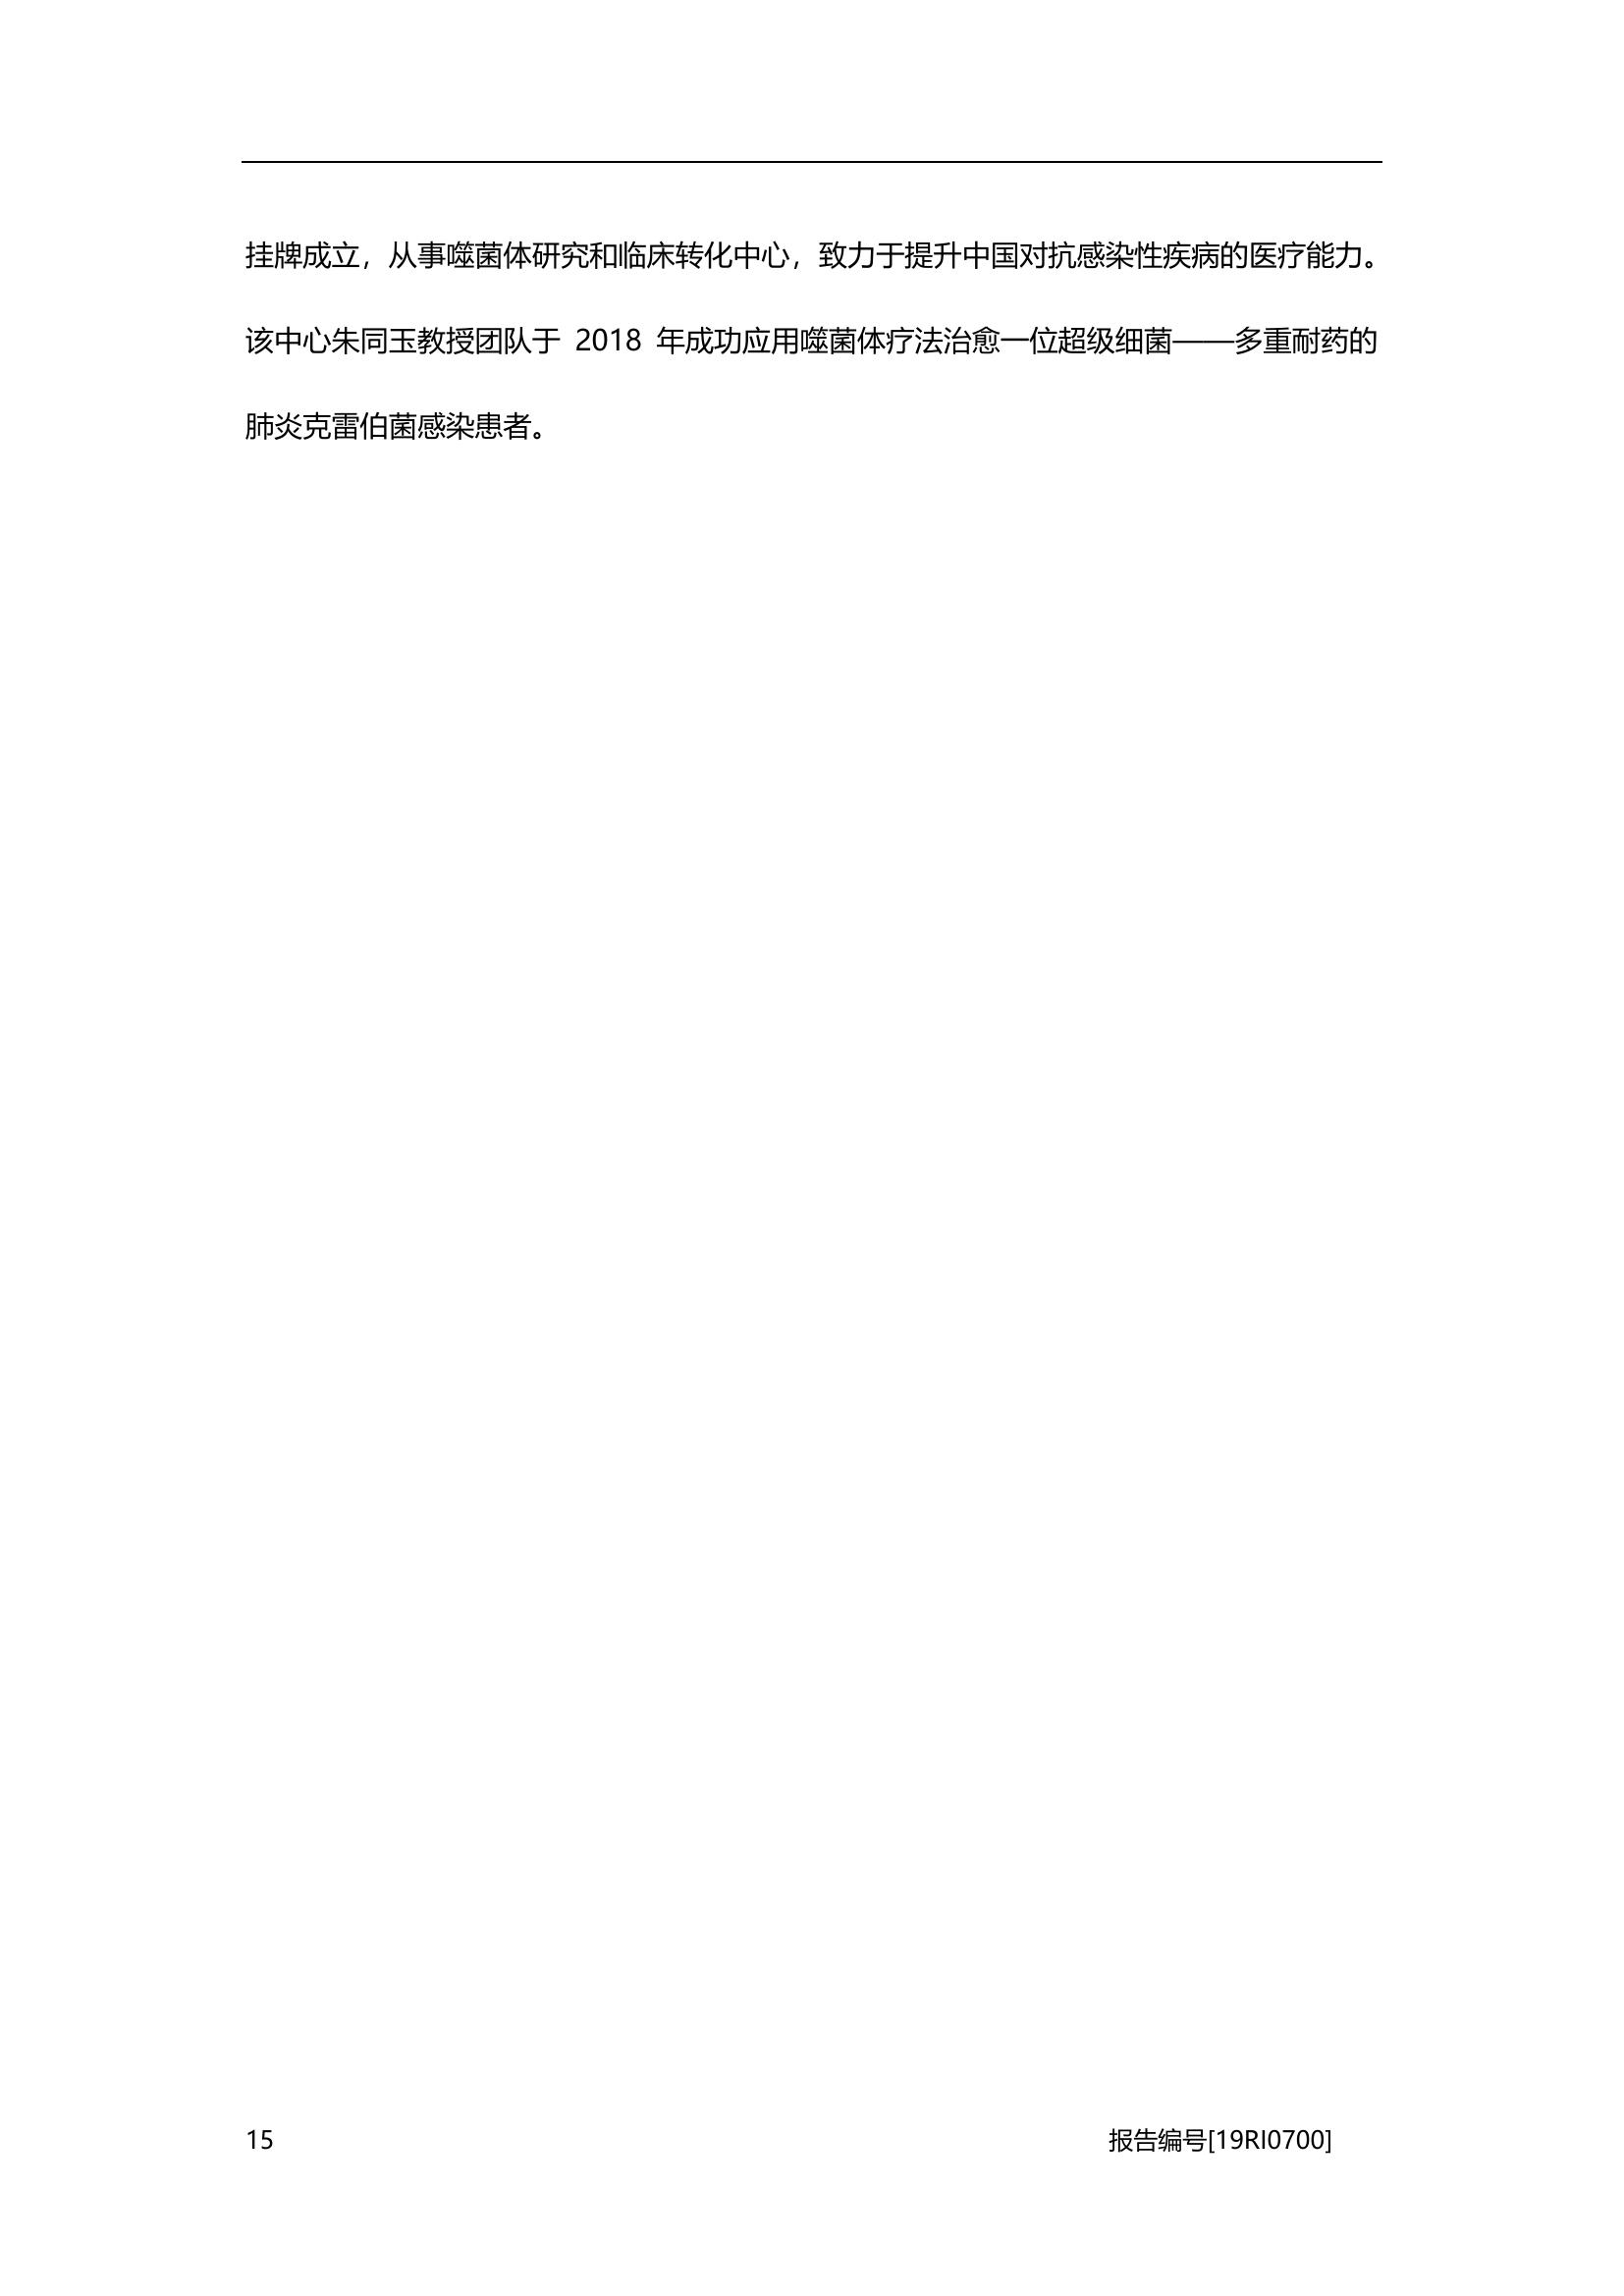 挂牌成立，从事噬菌体研究和临床转化中心，致力于提升中国对抗感染性疾病的医疗能力。
该中心朱同玉教授团队于 2018 年成功应用噬菌体疗法治愈一位超级细菌——多重耐药的
肺炎克雷伯菌感染患者。
15 报告编号[19RI0700]